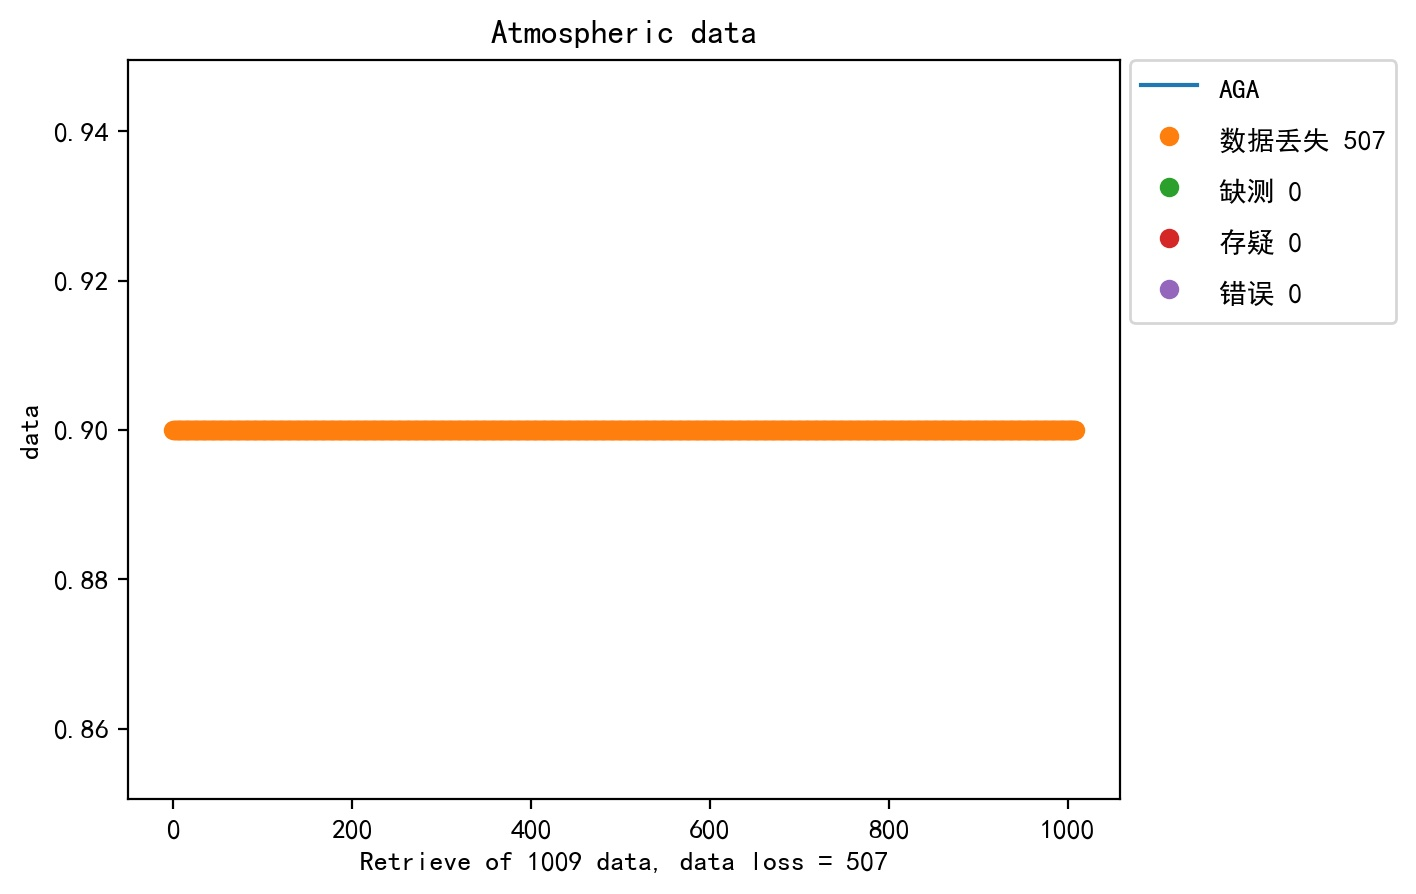 Atmospheric data
AGA
数据丢失 507
缺测 0
存疑 0
错误 0
0.94
0.92
0.90
0.88
0.86
data
0 200 400 600 800 1000
Retrieve of 1009 data, data loss = 507